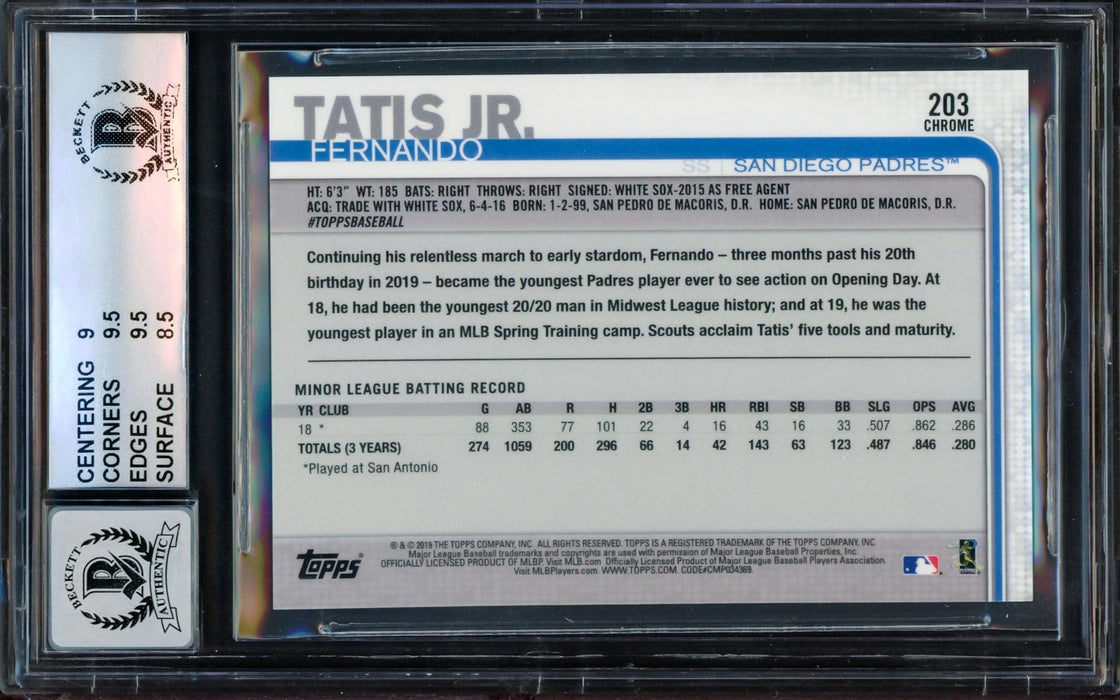 BECKETT
AUTHENTIC
CENTERING 9
CORNERS 9.5
EDGES 9.5
SURFACE 8.5
BECKETT
AUTHENTIC
TATIS JR.
FERNANDO
203
CHROME
SS | SAN DIEGO PADRES™
HT: 6'3" WT: 185 BATS: RIGHT THROWS: RIGHT SIGNED: WHITE SOX-2015 AS FREE AGENT
ACQ: TRADE WITH WHITE SOX, 6-4-16 BORN: 1-2-99, SAN PEDRO DE MACORIS, D.R. HOME: SAN PEDRO DE MACORIS, D.R.
#TOPPSBASEBALL
Continuing his relentless march to early stardom, Fernando – three months past his 20th
birthday in 2019 – became the youngest Padres player ever to see action on Opening Day. At
18, he had been the youngest 20/20 man in Midwest League history; and at 19, he was the
youngest player in an MLB Spring Training camp. Scouts acclaim Tatis' five tools and maturity.
MINOR LEAGUE BATTING RECORD
YR CLUB G AB R H 2B 3B HR RBI SB BB SLG OPS AVG
18 * 88 353 77 101 22 4 16 43 16 33 .507 .862 .286
TOTALS (3 YEARS) 274 1059 200 296 66 14 42 143 63 123 .487 .846 .280
*Played at San Antonio
Topps
® & © 2019 THE TOPPS COMPANY, INC. ALL RIGHTS RESERVED. TOPPS IS A REGISTERED TRADEMARK OF THE TOPPS COMPANY, INC.
Major League Baseball trademarks and copyrights are used with permission of Major League Baseball Properties, Inc.
OFFICIALLY LICENSED PRODUCT OF MLBP. Visit MLB.com Officially Licensed Product of Major League Baseball Players Association.
Visit MLBPlayers.com. WWW.TOPPS.COM. CODE#CMP034369.